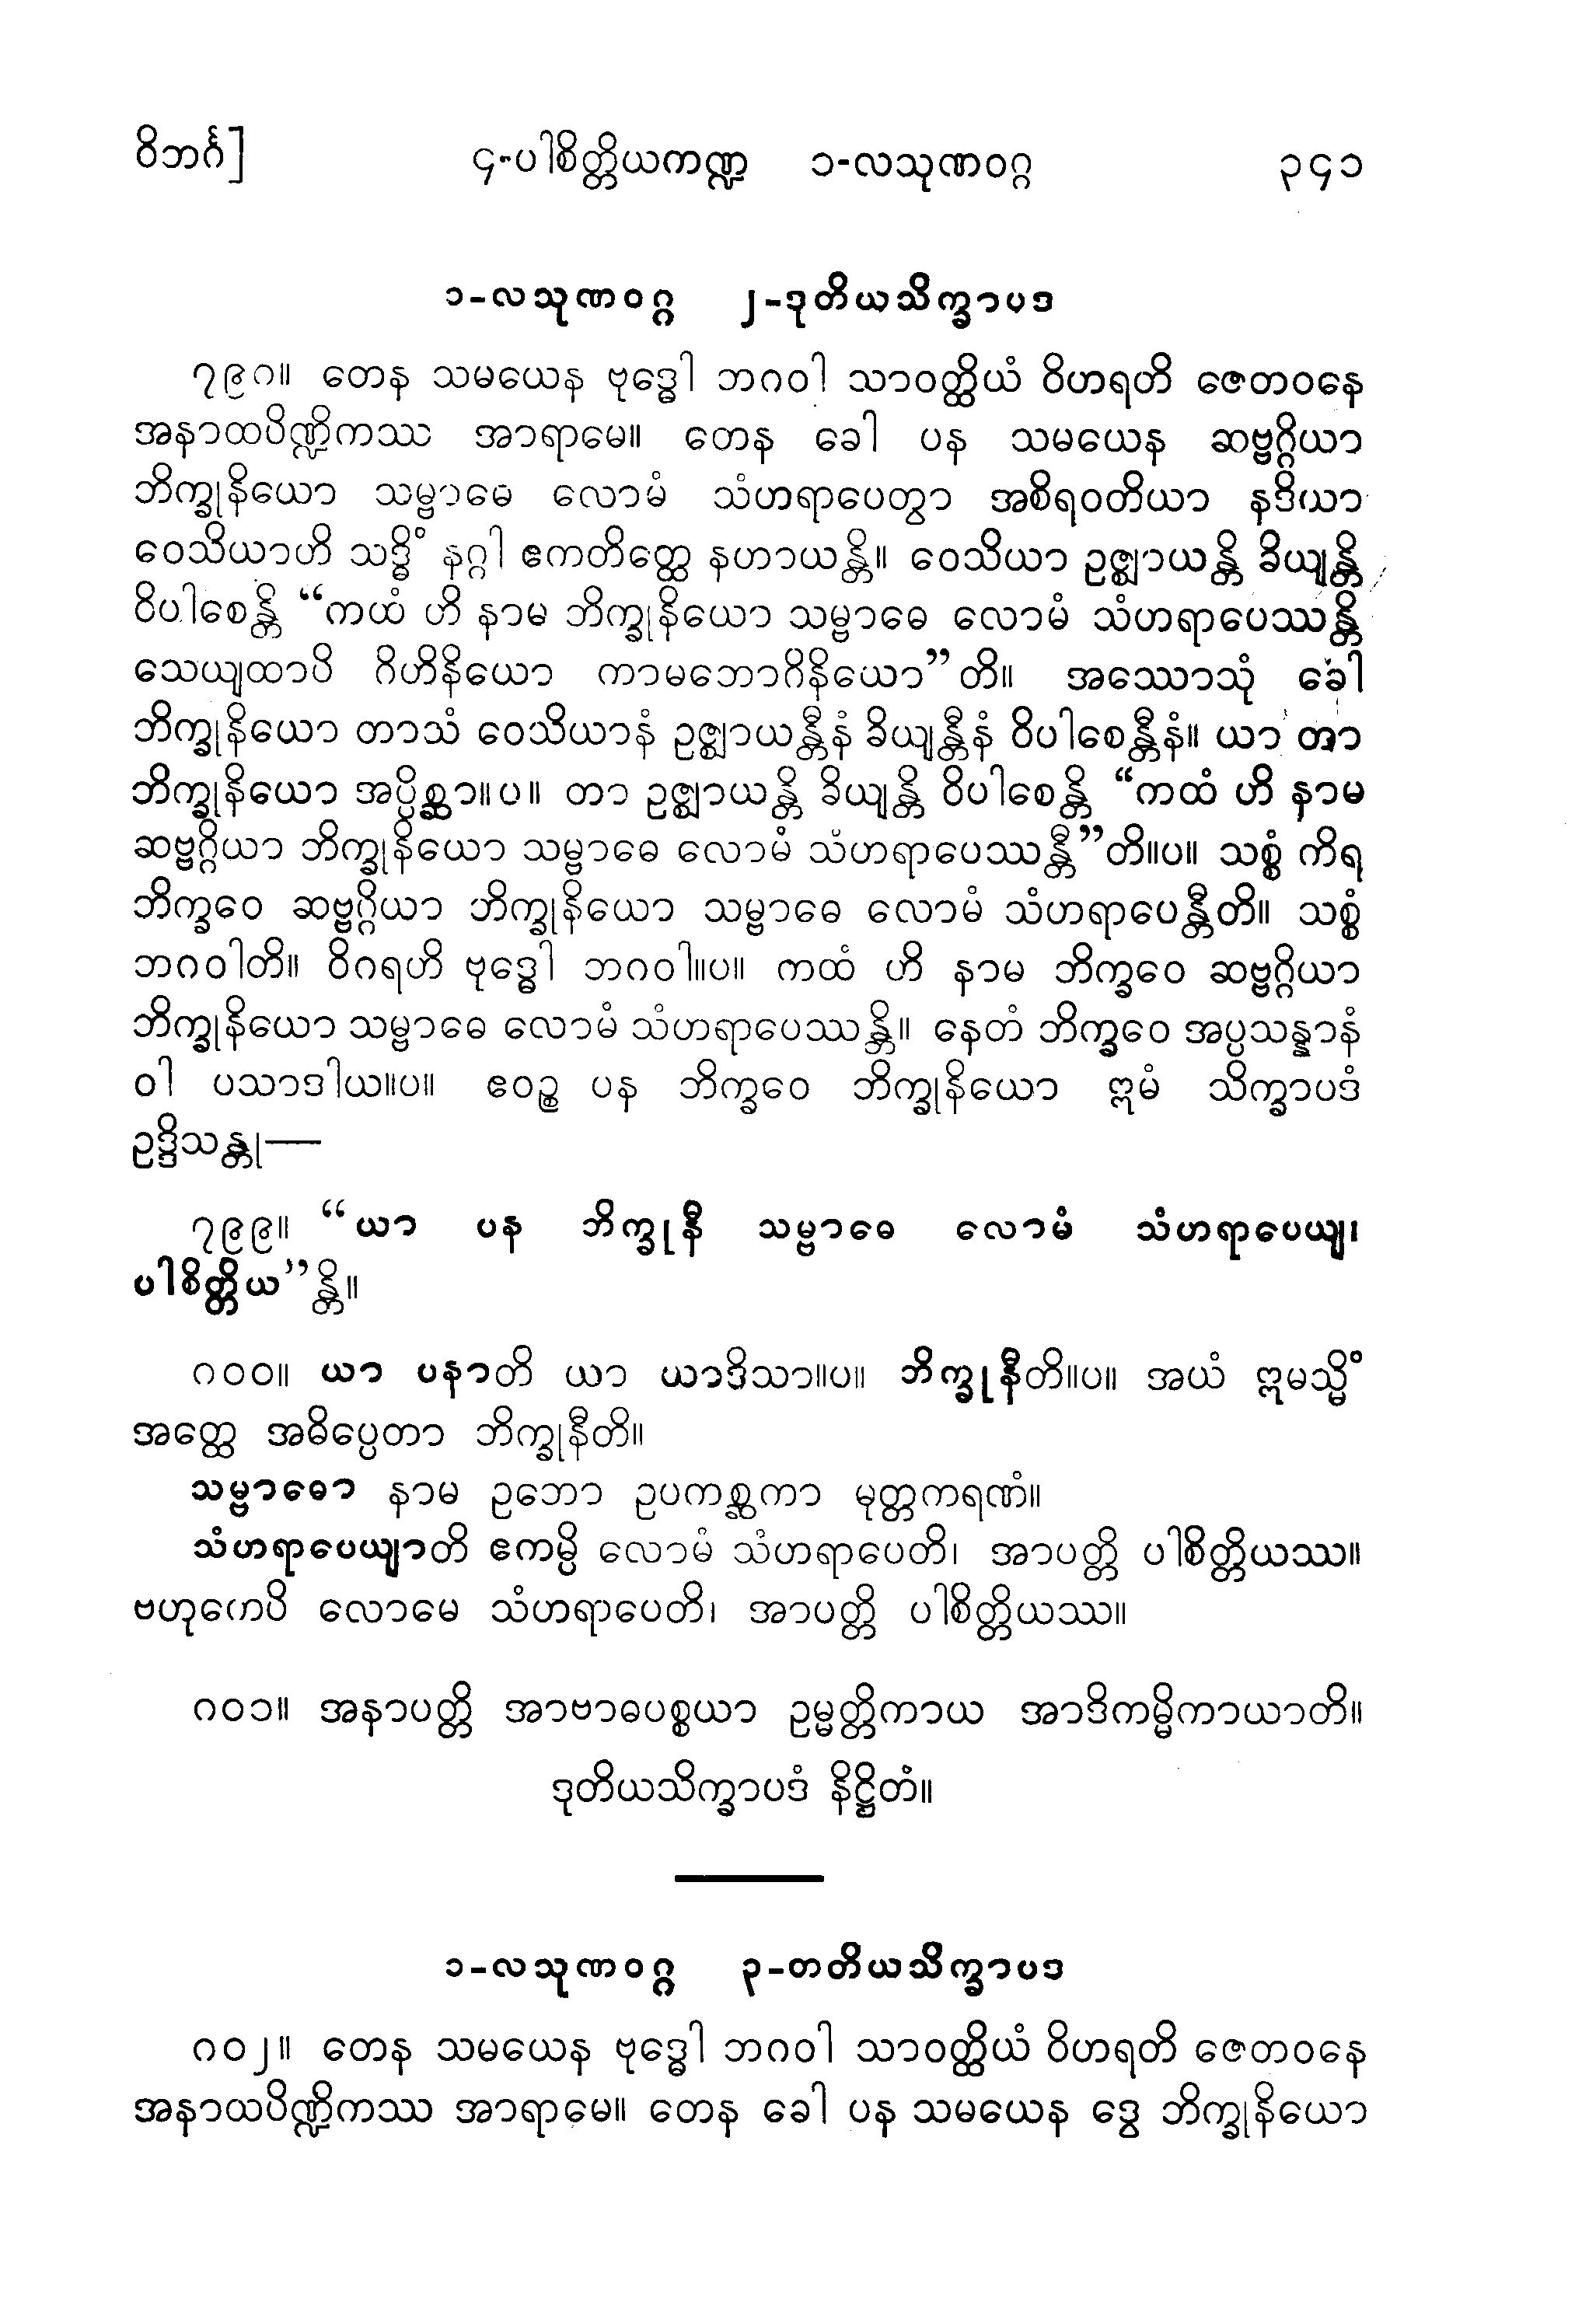 ဝိဘင်္ဂ] ၄-ပါစိတ္တိယကဏ္ဍ ၁-လသုဏဝဂ္ဂ ၃၄၁
၁-လသုဏဝဂ္ဂ ၂-ဒုတိယသိက္ခာပဒ
၇၉၈။ တေန သမယေန ဗုဒ္ဓေါ ဘဂဝါ သာဝတ္ထိယံ ဝိဟရတိ ဇေတဝနေ
အနာထပိဏ္ဍိကဿ အာရာမေ။ တေန ခေါ ပန သမယေန ဆဗ္ဗဂ္ဂိယာ
ဘိက္ခုနိယော သမ္ဗာဓေ လောမံ သံဟရာပေတွာ အစိရဝတိယာ နဒိယာ
ဝေသိယာဟိ သဒ္ဓိံ နဂ္ဂါ ဧကတိတ္ထေ နဟာယန္တိ။ ဝေသိယာ ဥဇ္ဈာယန္တိ ခိယျန္တိ
ဝိပါစေန္တိ “ကထံ ဟိ နာမ ဘိက္ခုနိယော သမ္ဗာဓေ လောမံ သံဟရာပေဿန္တိ
သေယျထာပိ ဂိဟိနိယော ကာမဘောဂိနိယော”တိ။ အဿောသုံ ခေါ
ဘိက္ခုနိယော တာသံ ဝေသိယာနံ ဥဇ္ဈာယန္တီနံ ခိယျန္တီနံ ဝိပါစေန္တီနံ။ ယာ တာ
ဘိက္ခုနိယော အပ္ပိစ္ဆာ။ပ။ တာ ဥဇ္ဈာယန္တိ ခိယျန္တိ ဝိပါစေန္တိ “ကထံ ဟိ နာမ
ဆဗ္ဗဂ္ဂိယာ ဘိက္ခုနိယော သမ္ဗာဓေ လောမံ သံဟရာပေဿန္တီ”တိ။ပ။ သစ္စံ ကိရ
ဘိက္ခဝေ ဆဗ္ဗဂ္ဂိယာ ဘိက္ခုနိယော သမ္ဗာဓေ လောမံ သံဟရာပေန္တီတိ။ သစ္စံ
ဘဂဝါတိ။ ဝိဂရဟိ ဗုဒ္ဓေါ ဘဂဝါ။ပ။ ကထံ ဟိ နာမ ဘိက္ခဝေ ဆဗ္ဗဂ္ဂိယာ
ဘိက္ခုနိယော သမ္ဗာဓေ လောမံ သံဟရာပေဿန္တိ။ နေတံ ဘိက္ခဝေ အပ္ပသန္နာနံ
ဝါ ပသာဒါယ။ပ။ ဧဝဉ္စ ပန ဘိက္ခဝေ ဘိက္ခုနိယော ဣမံ သိက္ခာပဒံ
ဥဒ္ဒိသန္တု—
၇၉၉။ “ယာ ပန ဘိက္ခုနီ သမ္ဗာဓေ လောမံ သံဟရာပေယျ၊
ပါစိတ္တိယ”န္တိ။
၈၀၀။ ယာ ပနာတိ ယာ ယာဒိသာ။ပ။ ဘိက္ခုနီတိ။ပ။ အယံ ဣမသ္မိံ
အတ္ထေ အဓိပ္ပေတာ ဘိက္ခုနီတိ။
သမ္ဗာဓော နာမ ဥဘော ဥပကစ္ဆကာ မုတ္တကရဏံ။
သံဟရာပေယျာတိ ဧကမ္ပိ လောမံ သံဟရာပေတိ၊ အာပတ္တိ ပါစိတ္တိယဿ။
ဗဟုကေပိ လောမေ သံဟရာပေတိ၊ အာပတ္တိ ပါစိတ္တိယဿ။
၈၀၁။ အနာပတ္တိ အာဗာဓပစ္စယာ ဥမ္မတ္တိကာယ အာဒိကမ္မိကာယာတိ။
ဒုတိယသိက္ခာပဒံ နိဋ္ဌိတံ။
၁-လသုဏဝဂ္ဂ ၃-တတိယသိက္ခာပဒ
၈၀၂။ တေန သမယေန ဗုဒ္ဓေါ ဘဂဝါ သာဝတ္ထိယံ ဝိဟရတိ ဇေတဝနေ
အနာထပိဏ္ဍိကဿ အာရာမေ။ တေန ခေါ ပန သမယေန ဒွေ ဘိက္ခုနိယော